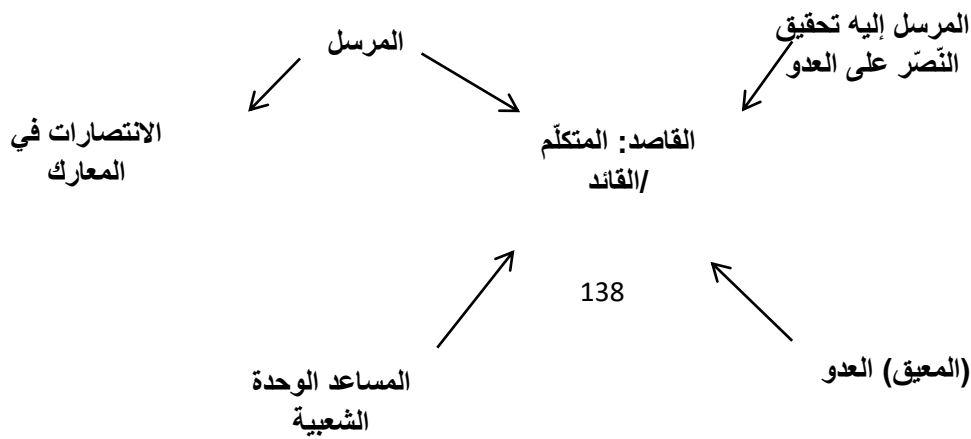 المرسل إليه تحقيق
النّصّر على العدو
المرسل
القاصد: المتكلّم
/القائد
الانتصارات في
المعارك
138
(المعيق) العدو
المساعد الوحدة
الشعبية